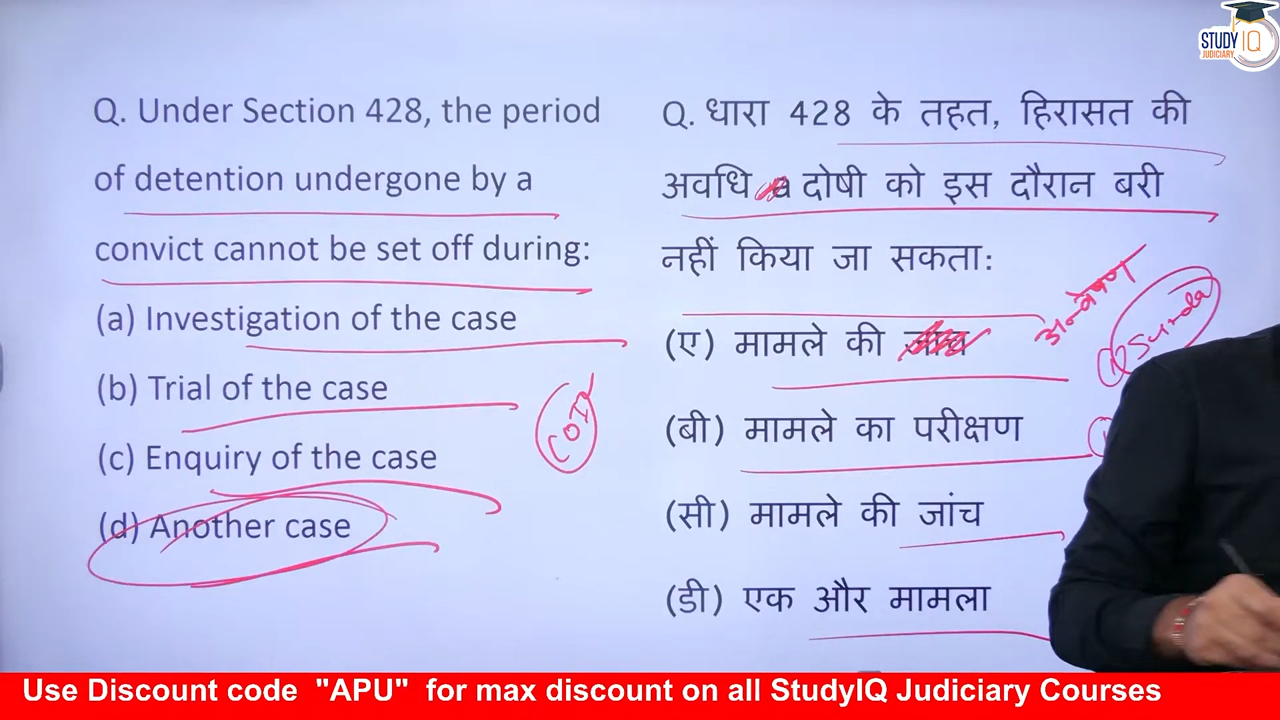 STUDY IQ
JUDICIARY
Q. Under Section 428, the period
of detention undergone by a
convict cannot be set off during:
(a) Investigation of the case
(b) Trial of the case
(c) Enquiry of the case
(d) Another case
Q. धारा 428 के तहत, हिरासत की
अवधि दोषी को इस दौरान बरी
नहीं किया जा सकता:
अन्वेषण
(ए) मामले की जांच
(बी) मामले का परीक्षण
(सी) मामले की जांच
(डी) एक और मामला
Use Discount code "APU" for max discount on all StudyIQ Judiciary Courses